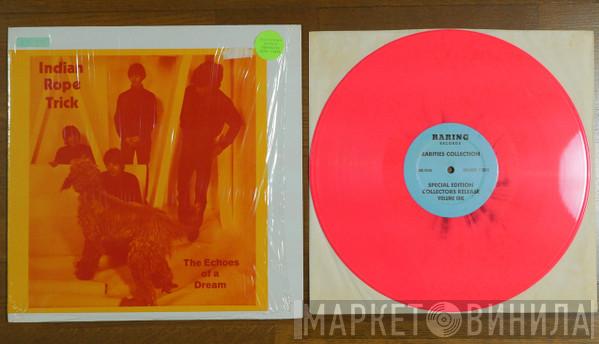 Indian
Rope
Trick
The Echoes
of a
Dream
RARING
RECORDS
RARITIES COLLECTION
SPECIAL EDITION
COLLECTORS RELEASE
VOLUME ONE
МАРКЕТ ВИНИЛА